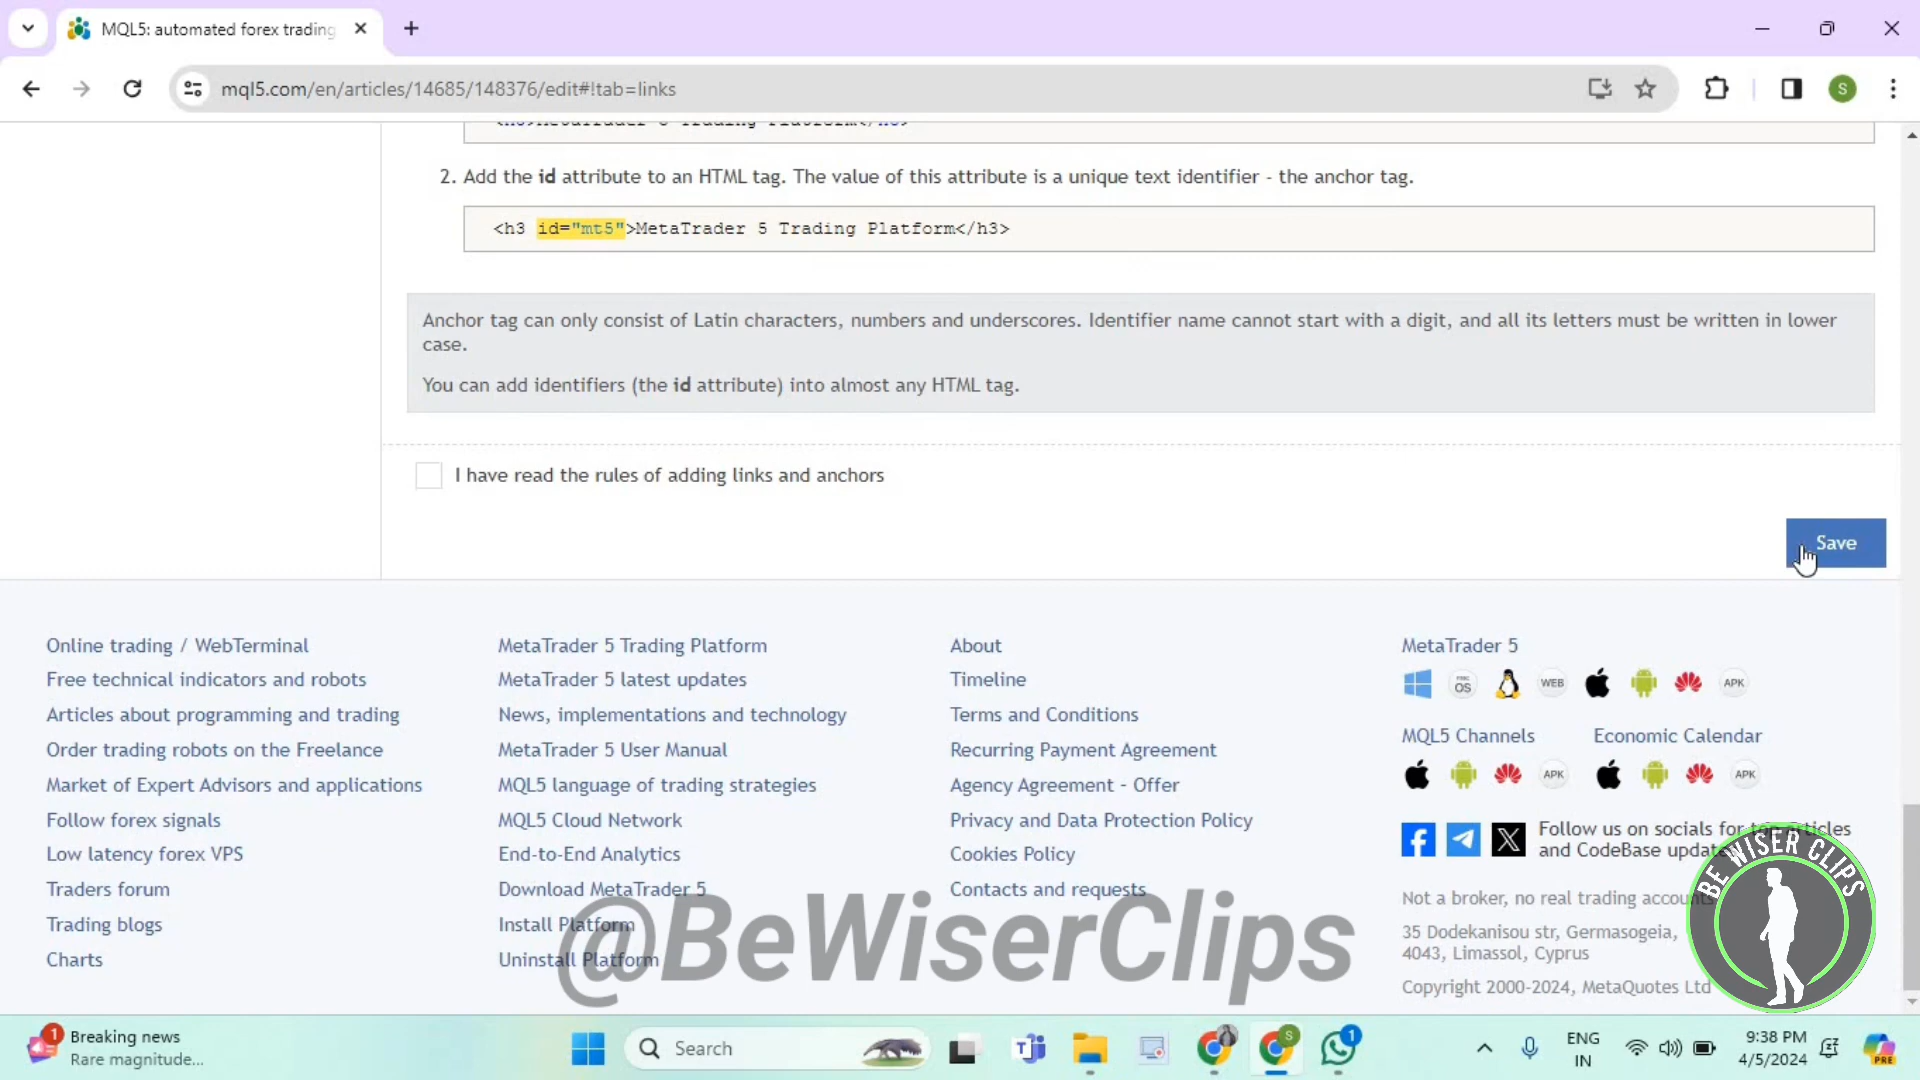 MQL5: automated forex trading
mql5.com/en/articles/14685/148376/edit#!tab=links
S
2. Add the id attribute to an HTML tag. The value of this attribute is a unique text identifier - the anchor tag.
<h3 id="mt5">MetaTrader 5 Trading Platform</h3>
Anchor tag can only consist of Latin characters, numbers and underscores. Identifier name cannot start with a digit, and all its letters must be written in lower
case.
You can add identifiers (the id attribute) into almost any HTML tag.
I have read the rules of adding links and anchors
Save
Online trading / WebTerminal
Free technical indicators and robots
Articles about programming and trading
Order trading robots on the Freelance
Market of Expert Advisors and applications
Follow forex signals
Low latency forex VPS
Traders forum
Trading blogs
Charts
MetaTrader 5 Trading Platform
MetaTrader 5 latest updates
News, implementations and technology
MetaTrader 5 User Manual
MQL5 language of trading strategies
MQL5 Cloud Network
End-to-End Analytics
Download MetaTrader 5
Install Platform
Uninstall Platform
About
Timeline
Terms and Conditions
Recurring Payment Agreement
Agency Agreement - Offer
Privacy and Data Protection Policy
Cookies Policy
Contacts and requests
MetaTrader 5
OS WEB APK
MQL5 Channels
APK
Economic Calendar
APK
Follow us on socials for top articles
and CodeBase updat
Not a broker, no real trading accoun
35 Dodekanisou str, Germasogeia,
4043, Limassol, Cyprus
Copyright 2000-2024, MetaQuotes Ltd
@BeWiserClips
BE WISER CLIPS
1
Breaking news
Rare magnitude...
Search
S
1
ENG
IN
9:38 PM
4/5/2024
PRE